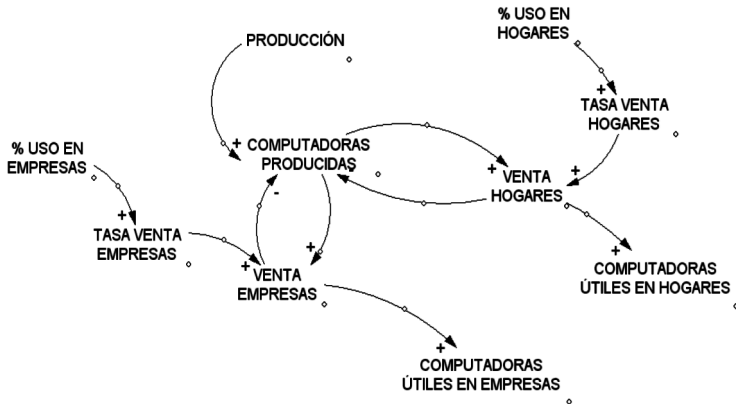 % USO EN
HOGARES
PRODUCCIÓN
+
TASA VENTA
HOGARES
+
COMPUTADORAS
PRODUCIDAS
-
% USO EN
EMPRESAS
+
+
VENTA
HOGARES
-
+
TASA VENTA
EMPRESAS
+
+
VENTA
EMPRESAS
+
COMPUTADORAS
ÚTILES EN HOGARES
+
COMPUTADORAS
ÚTILES EN EMPRESAS